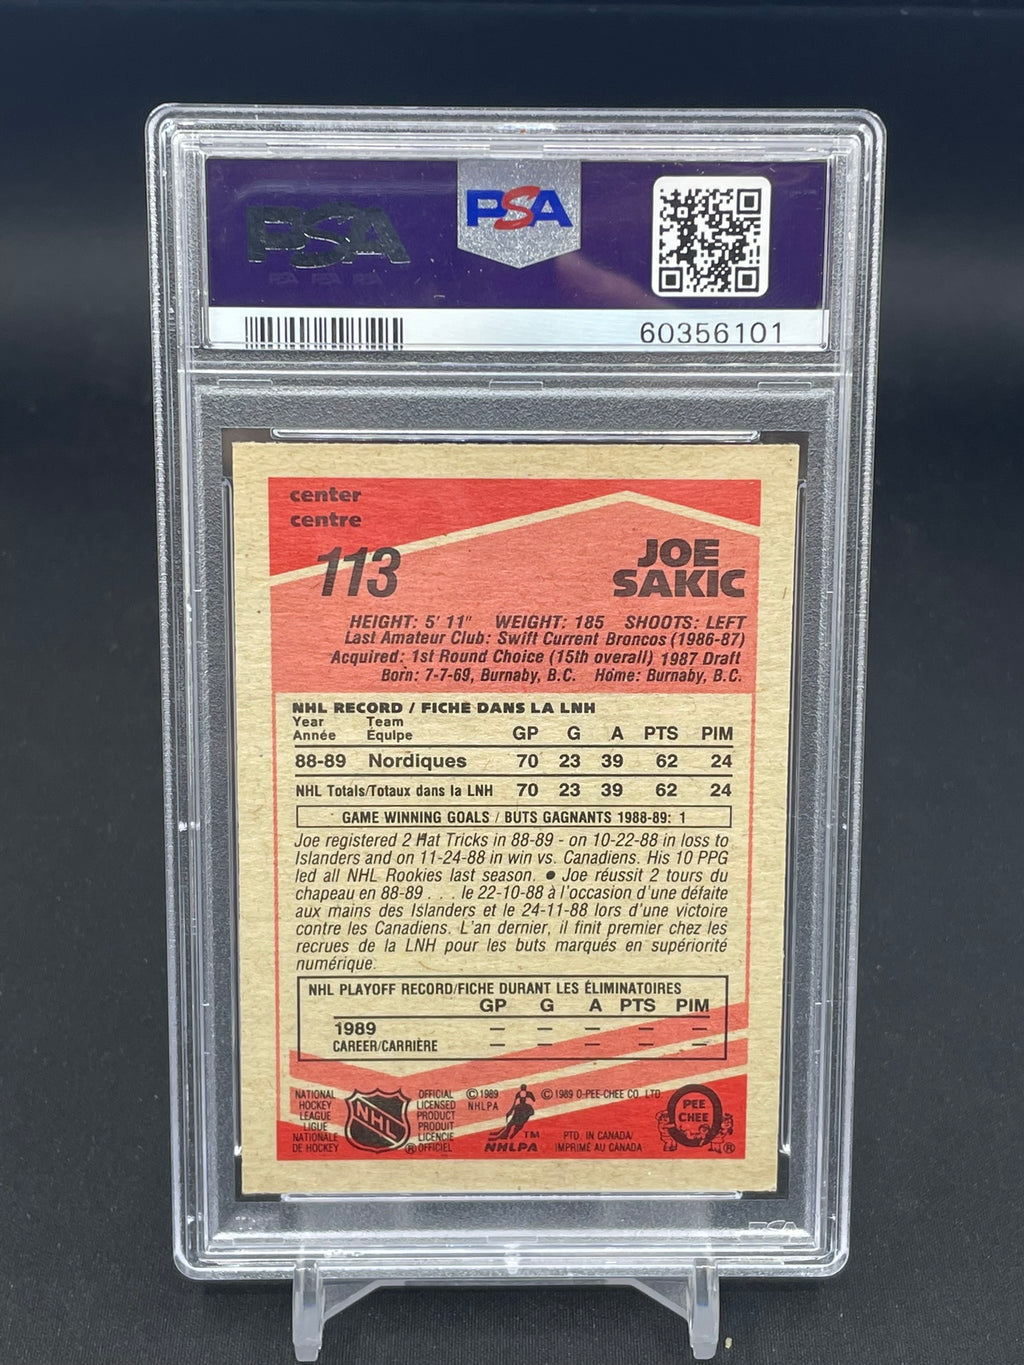 PSA
PSA
PSA PSA PSA
60356101
center
centre
113
JOE
SAKIC
HEIGHT: 5' 11" WEIGHT: 185 SHOOTS: LEFT
Last Amateur Club: Swift Current Broncos (1986-87)
Acquired: 1st Round Choice (15th overall) 1987 Draft
Born: 7-7-69, Burnaby, B.C. Home: Burnaby, B.C.
NHL RECORD / FICHE DANS LA LNH
Year Team
Année Équipe GP G A PTS PIM
88-89 Nordiques 70 23 39 62 24
NHL Totals/Totaux dans la LNH 70 23 39 62 24
GAME WINNING GOALS / BUTS GAGNANTS 1988-89: 1
Joe registered 2 Hat Tricks in 88-89 - on 10-22-88 in loss to
Islanders and on 11-24-88 in win vs. Canadiens. His 10 PPG
led all NHL Rookies last season. ● Joe réussit 2 tours du
chapeau en 88-89 . . . le 22-10-88 à l'occasion d'une défaite
aux mains des Islanders et le 24-11-88 lors d'une victoire
contre les Canadiens. L'an dernier, il finit premier chez les
recrues de la LNH pour les buts marqués en supériorité
numérique.
NHL PLAYOFF RECORD/FICHE DURANT LES ÉLIMINATOIRES
GP G A PTS PIM
1989 — — — — —
CAREER/CARRIÈRE — — — — —
NATIONAL
HOCKEY
LEAGUE
LIGUE
NATIONALE
DE HOCKEY
NHL
®
OFFICIAL
LICENSED
PRODUCT
PRODUIT
LICENCIE
OFFICIEL
©1989
NHLPA
TM
NHLPA
©1989 O-PEE-CHEE CO. LTD.
PTD. IN CANADA/
IMPRIMÉ AU CANADA
O
PEE
CHEE
®
PSA